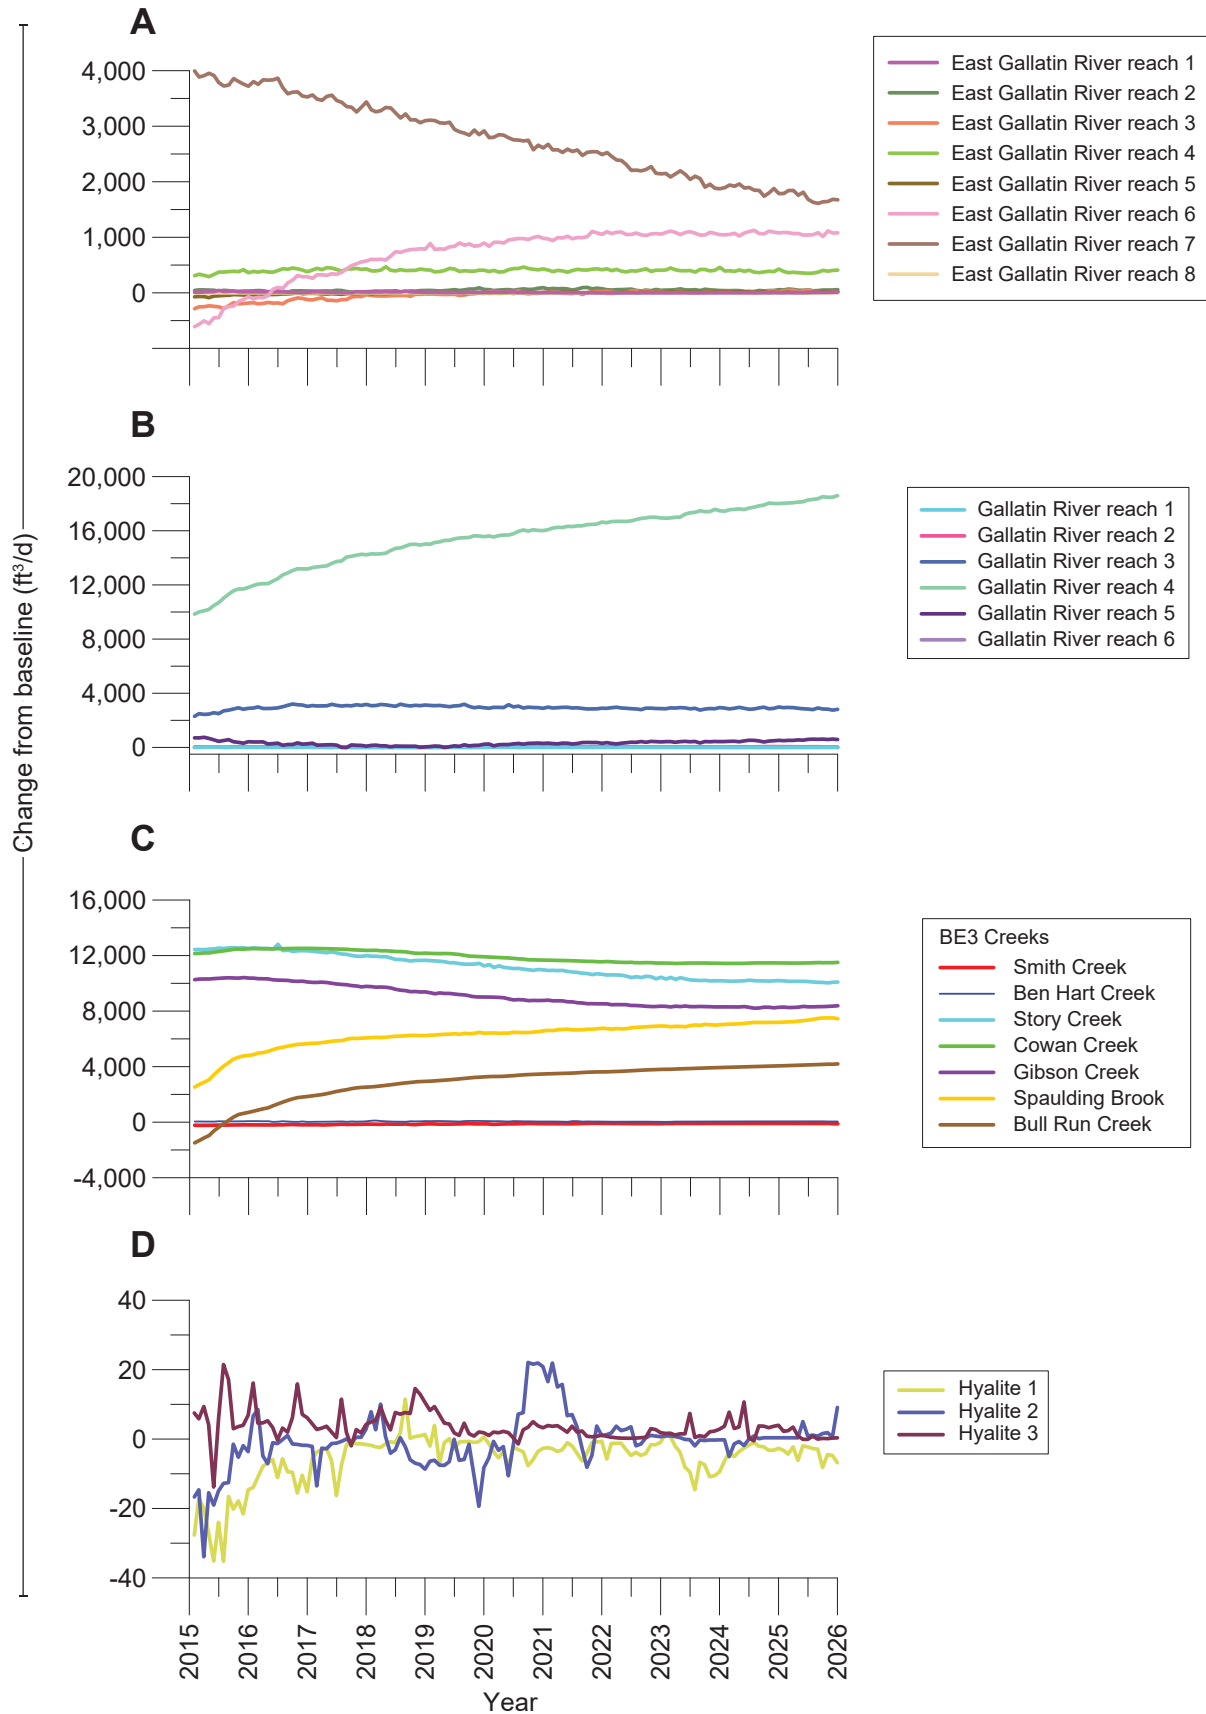 A
4,000
3,000
2,000
1,000
0
East Gallatin River reach 1
East Gallatin River reach 2
East Gallatin River reach 3
East Gallatin River reach 4
East Gallatin River reach 5
East Gallatin River reach 6
East Gallatin River reach 7
East Gallatin River reach 8
Change from baseline (ft³/d)
B
20,000
16,000
12,000
8,000
4,000
0
Gallatin River reach 1
Gallatin River reach 2
Gallatin River reach 3
Gallatin River reach 4
Gallatin River reach 5
Gallatin River reach 6
C
16,000
12,000
8,000
4,000
0
-4,000
BE3 Creeks
Smith Creek
Ben Hart Creek
Story Creek
Cowan Creek
Gibson Creek
Spaulding Brook
Bull Run Creek
D
40
20
0
-20
-40
Hyalite 1
Hyalite 2
Hyalite 3
2015 2016 2017 2018 2019 2020 2021 2022 2023 2024 2025 2026
Year